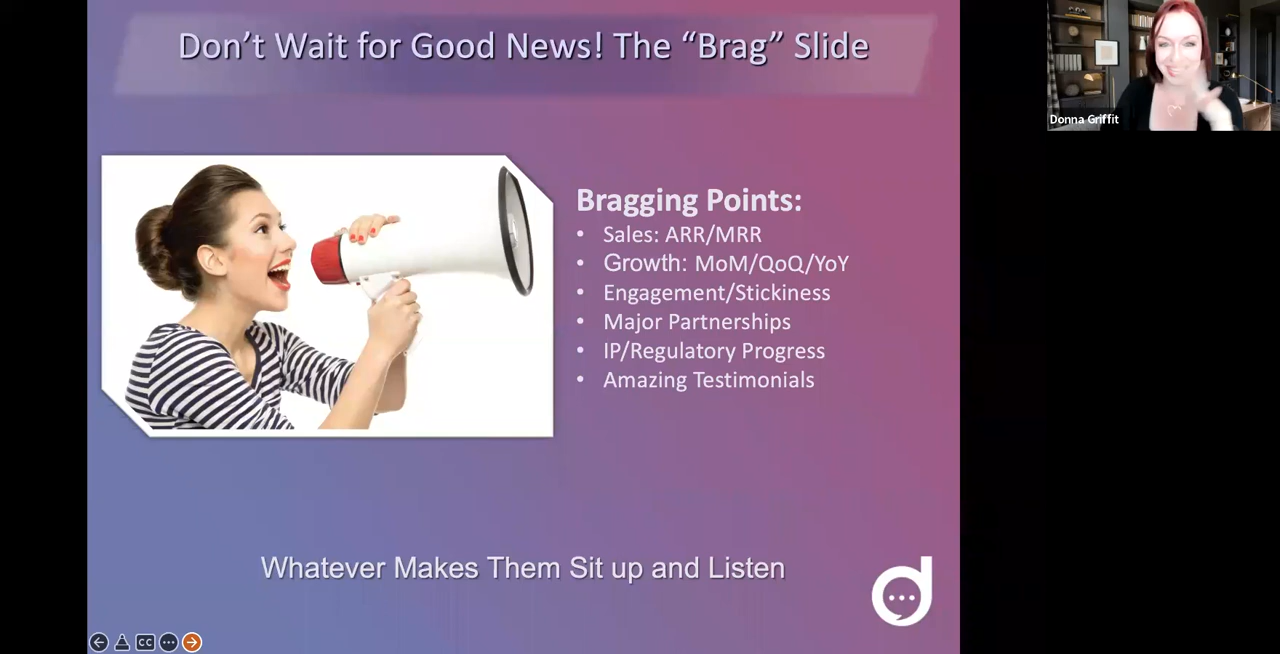 Don't Wait for Good News! The “Brag” Slide
Donna Griffit
Bragging Points:
• Sales: ARR/MRR
• Growth: MoM/QoQ/YoY
• Engagement/Stickiness
• Major Partnerships
• IP/Regulatory Progress
• Amazing Testimonials
Whatever Makes Them Sit up and Listen
d
CC